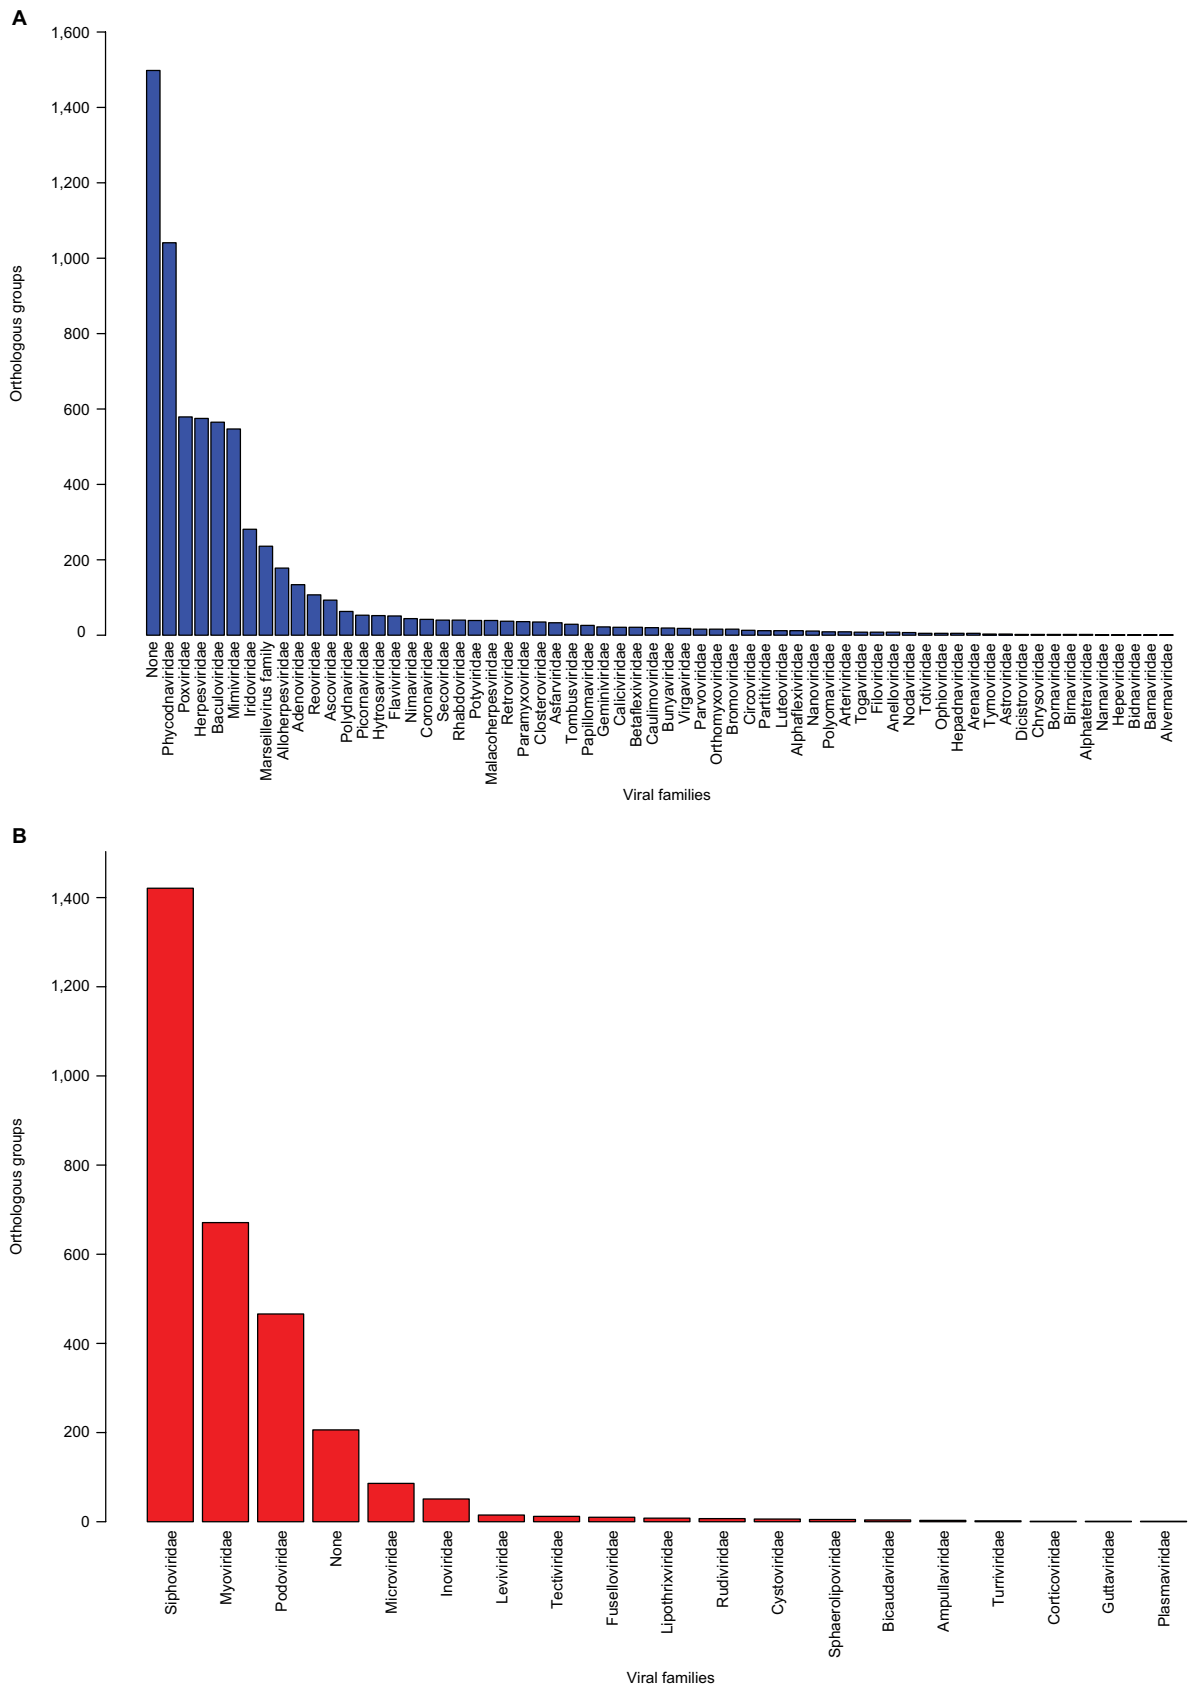 A
1,600
1,400
1,200
1,000
800
600
400
200
0
Orthologous groups
None
Phycodnaviridae
Poxviridae
Herpesviridae
Baculoviridae
Mimiviridae
Iridoviridae
Marseillevirus family
Alloherpesviridae
Adenoviridae
Reoviridae
Ascoviridae
Polydnaviridae
Picornaviridae
Hytrosaviridae
Flaviviridae
Nimaviridae
Coronaviridae
Secoviridae
Rhabdoviridae
Potyviridae
Malacoherpesviridae
Retroviridae
Paramyxoviridae
Closteroviridae
Asfarviridae
Tombusviridae
Papillomaviridae
Geminiviridae
Caliciviridae
Betaflexiviridae
Caulimoviridae
Bunyaviridae
Virgaviridae
Parvoviridae
Orthomyxoviridae
Bromoviridae
Circoviridae
Partitiviridae
Luteoviridae
Alphaflexiviridae
Nanoviridae
Polyomaviridae
Arteriviridae
Togaviridae
Filoviridae
Anelloviridae
Nodaviridae
Totiviridae
Ophioviridae
Hepadnaviridae
Arenaviridae
Tymoviridae
Astroviridae
Dicistroviridae
Chrysoviridae
Bornaviridae
Birnaviridae
Alphatetraviridae
Narnaviridae
Hepeviridae
Bidnaviridae
Barnaviridae
Alvernaviridae
Viral families
B
1,400
1,200
1,000
800
600
400
200
0
Orthologous groups
Siphoviridae
Myoviridae
Podoviridae
None
Microviridae
Inoviridae
Leviviridae
Tectiviridae
Fuselloviridae
Lipothrixviridae
Rudiviridae
Cystoviridae
Sphaerolipoviridae
Bicaudaviridae
Ampullaviridae
Turriviridae
Corticoviridae
Guttaviridae
Plasmaviridae
Viral families